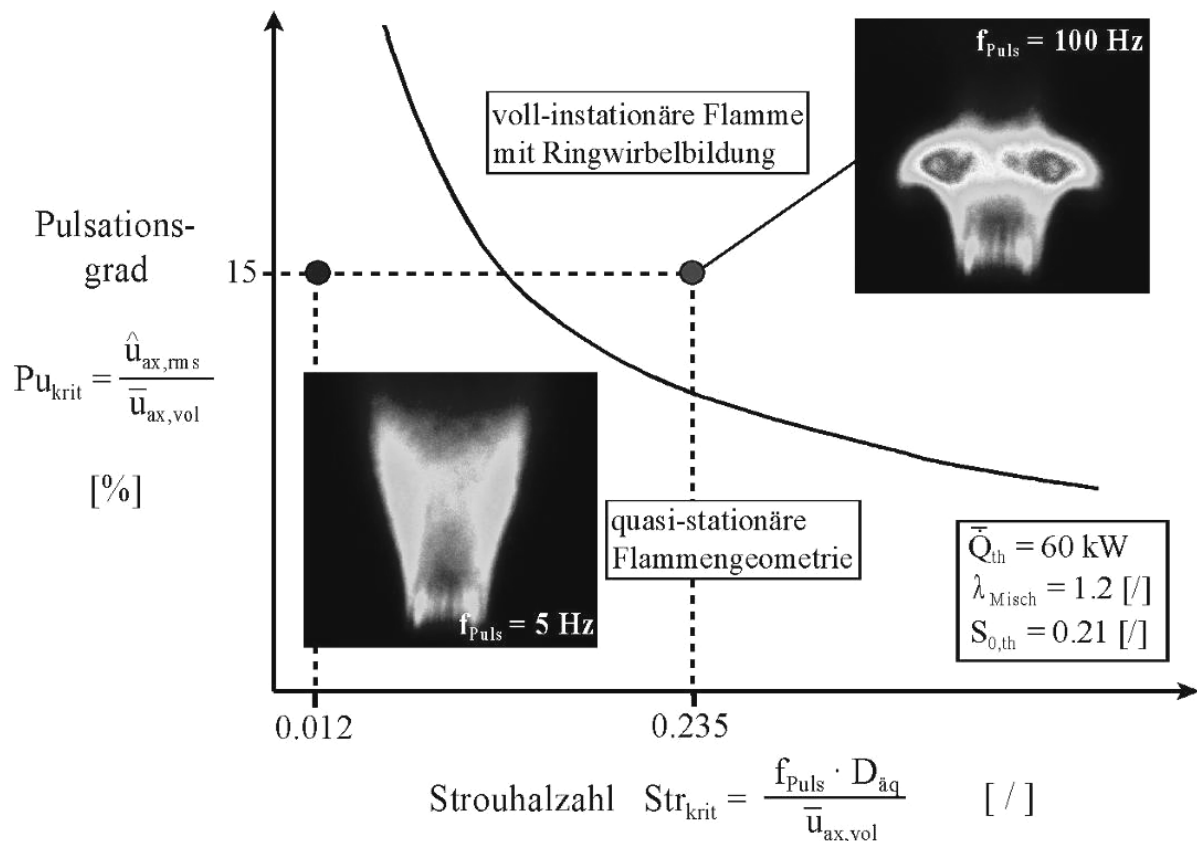 f_Puls = 100 Hz
voll-instationäre Flamme
mit Ringwirbelbildung
Pulsations-
grad
15
Pu_krit = û_ax,rms / ū_ax,vol
[%]
quasi-stationäre
Flammengeometrie
f_Puls = 5 Hz
Q̇̄_th = 60 kW
λ_Misch = 1.2 [/]
S_0,th = 0.21 [/]
0.012
0.235
Strouhalzahl Str_krit = f_Puls · D_äq / ū_ax,vol [ / ]